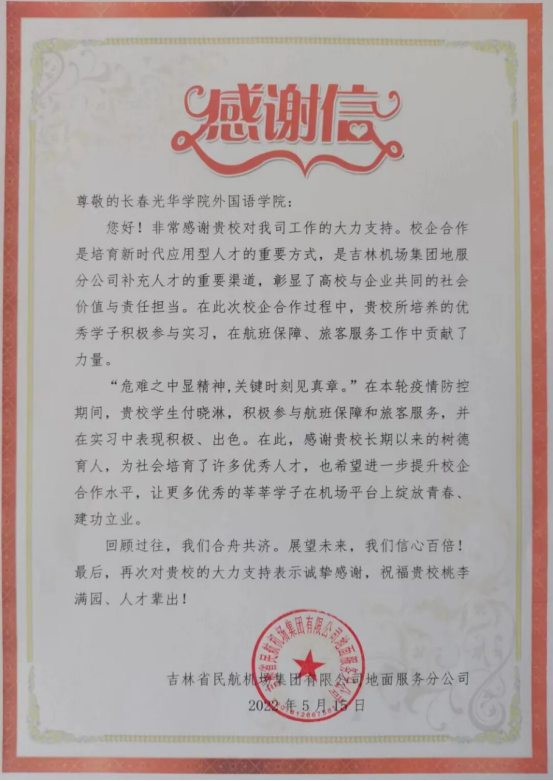 感谢信
尊敬的长春光华学院外国语学院：
您好！非常感谢贵校对我司工作的大力支持。校企合作
是培育新时代应用型人才的重要方式，是吉林机场集团地服
分公司补充人才的重要渠道，彰显了高校与企业共同的社会
价值与责任担当。在此次校企合作过程中，贵校所培养的优
秀学子积极参与实习，在航班保障、旅客服务工作中贡献了
力量。
“危难之中显精神,关键时刻见真章。”在本轮疫情防控
期间，贵校学生付晓淋，积极参与航班保障和旅客服务，并
在实习中表现积极、出色。在此，感谢贵校长期以来的树德
育人，为社会培育了许多优秀人才，也希望进一步提升校企
合作水平，让更多优秀的莘莘学子在机场平台上绽放青春、
建功立业。
回顾过往，我们合舟共济。展望未来，我们信心百倍！
最后，再次对贵校的大力支持表示诚挚感谢，祝福贵校桃李
满园、人才辈出！
吉林省民航机场集团有限公司地面服务分公司
2022年5月15日